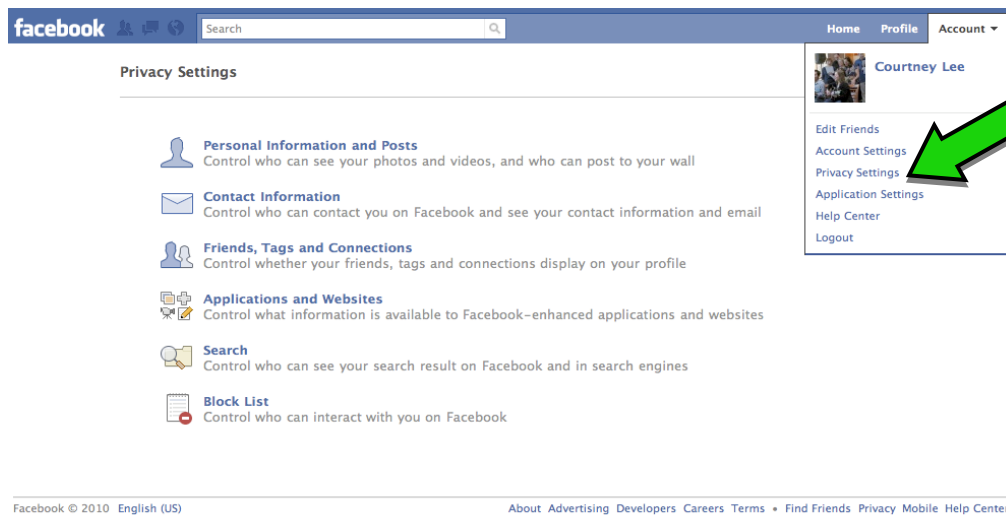 facebook
Search
Home Profile Account
Courtney Lee
Edit Friends
Account Settings
Privacy Settings
Application Settings
Help Center
Logout
Privacy Settings
Personal Information and Posts
Control who can see your photos and videos, and who can post to your wall
Contact Information
Control who can contact you on Facebook and see your contact information and email
Friends, Tags and Connections
Control whether your friends, tags and connections display on your profile
Applications and Websites
Control what information is available to Facebook-enhanced applications and websites
Search
Control who can see your search result on Facebook and in search engines
Block List
Control who can interact with you on Facebook
Facebook © 2010 English (US)
About Advertising Developers Careers Terms • Find Friends Privacy Mobile Help Center